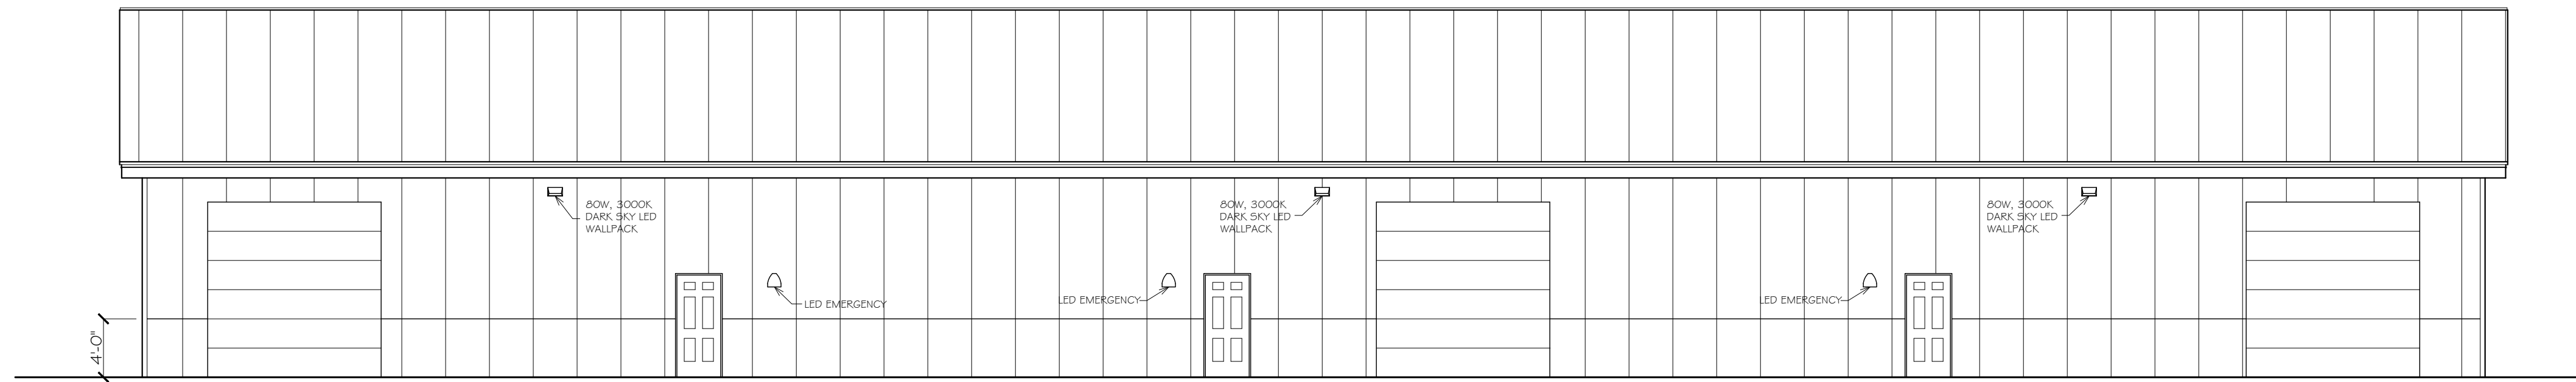 80W, 3000K
DARK SKY LED
WALLPACK
80W, 3000K
DARK SKY LED
WALLPACK
80W, 3000K
DARK SKY LED
WALLPACK
LED EMERGENCY
LED EMERGENCY
LED EMERGENCY
4'-0"